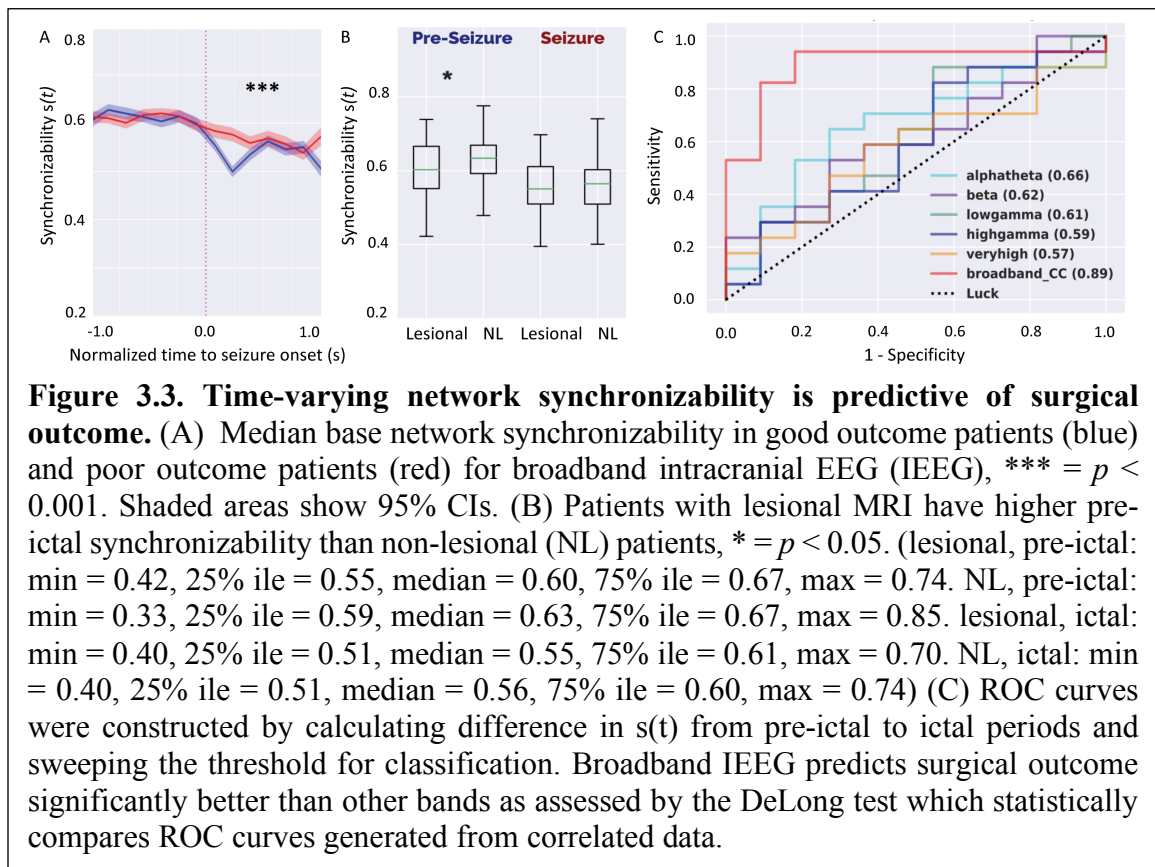 A
0.8
0.6
0.4
0.2
Synchronizability s(t)
***
-1.0
0.0
1.0
Normalized time to seizure onset (s)
B
Pre-Seizure
Seizure
0.8
0.6
0.4
0.2
Synchronizability s(t)
*
Lesional
NL
Lesional
NL
C
1.0
0.8
0.6
0.4
0.2
0.0
Sensitivity
alphatheta (0.66)
beta (0.62)
lowgamma (0.61)
highgamma (0.59)
veryhigh (0.57)
broadband_CC (0.89)
Luck
0.0
0.2
0.4
0.6
0.8
1.0
1 - Specificity
Figure 3.3. Time-varying network synchronizability is predictive of surgical
outcome. (A) Median base network synchronizability in good outcome patients (blue)
and poor outcome patients (red) for broadband intracranial EEG (IEEG), *** = p <
0.001. Shaded areas show 95% CIs. (B) Patients with lesional MRI have higher pre-
ictal synchronizability than non-lesional (NL) patients, * = p < 0.05. (lesional, pre-ictal:
min = 0.42, 25% ile = 0.55, median = 0.60, 75% ile = 0.67, max = 0.74. NL, pre-ictal:
min = 0.33, 25% ile = 0.59, median = 0.63, 75% ile = 0.67, max = 0.85. lesional, ictal:
min = 0.40, 25% ile = 0.51, median = 0.55, 75% ile = 0.61, max = 0.70. NL, ictal: min
= 0.40, 25% ile = 0.51, median = 0.56, 75% ile = 0.60, max = 0.74) (C) ROC curves
were constructed by calculating difference in s(t) from pre-ictal to ictal periods and
sweeping the threshold for classification. Broadband IEEG predicts surgical outcome
significantly better than other bands as assessed by the DeLong test which statistically
compares ROC curves generated from correlated data.